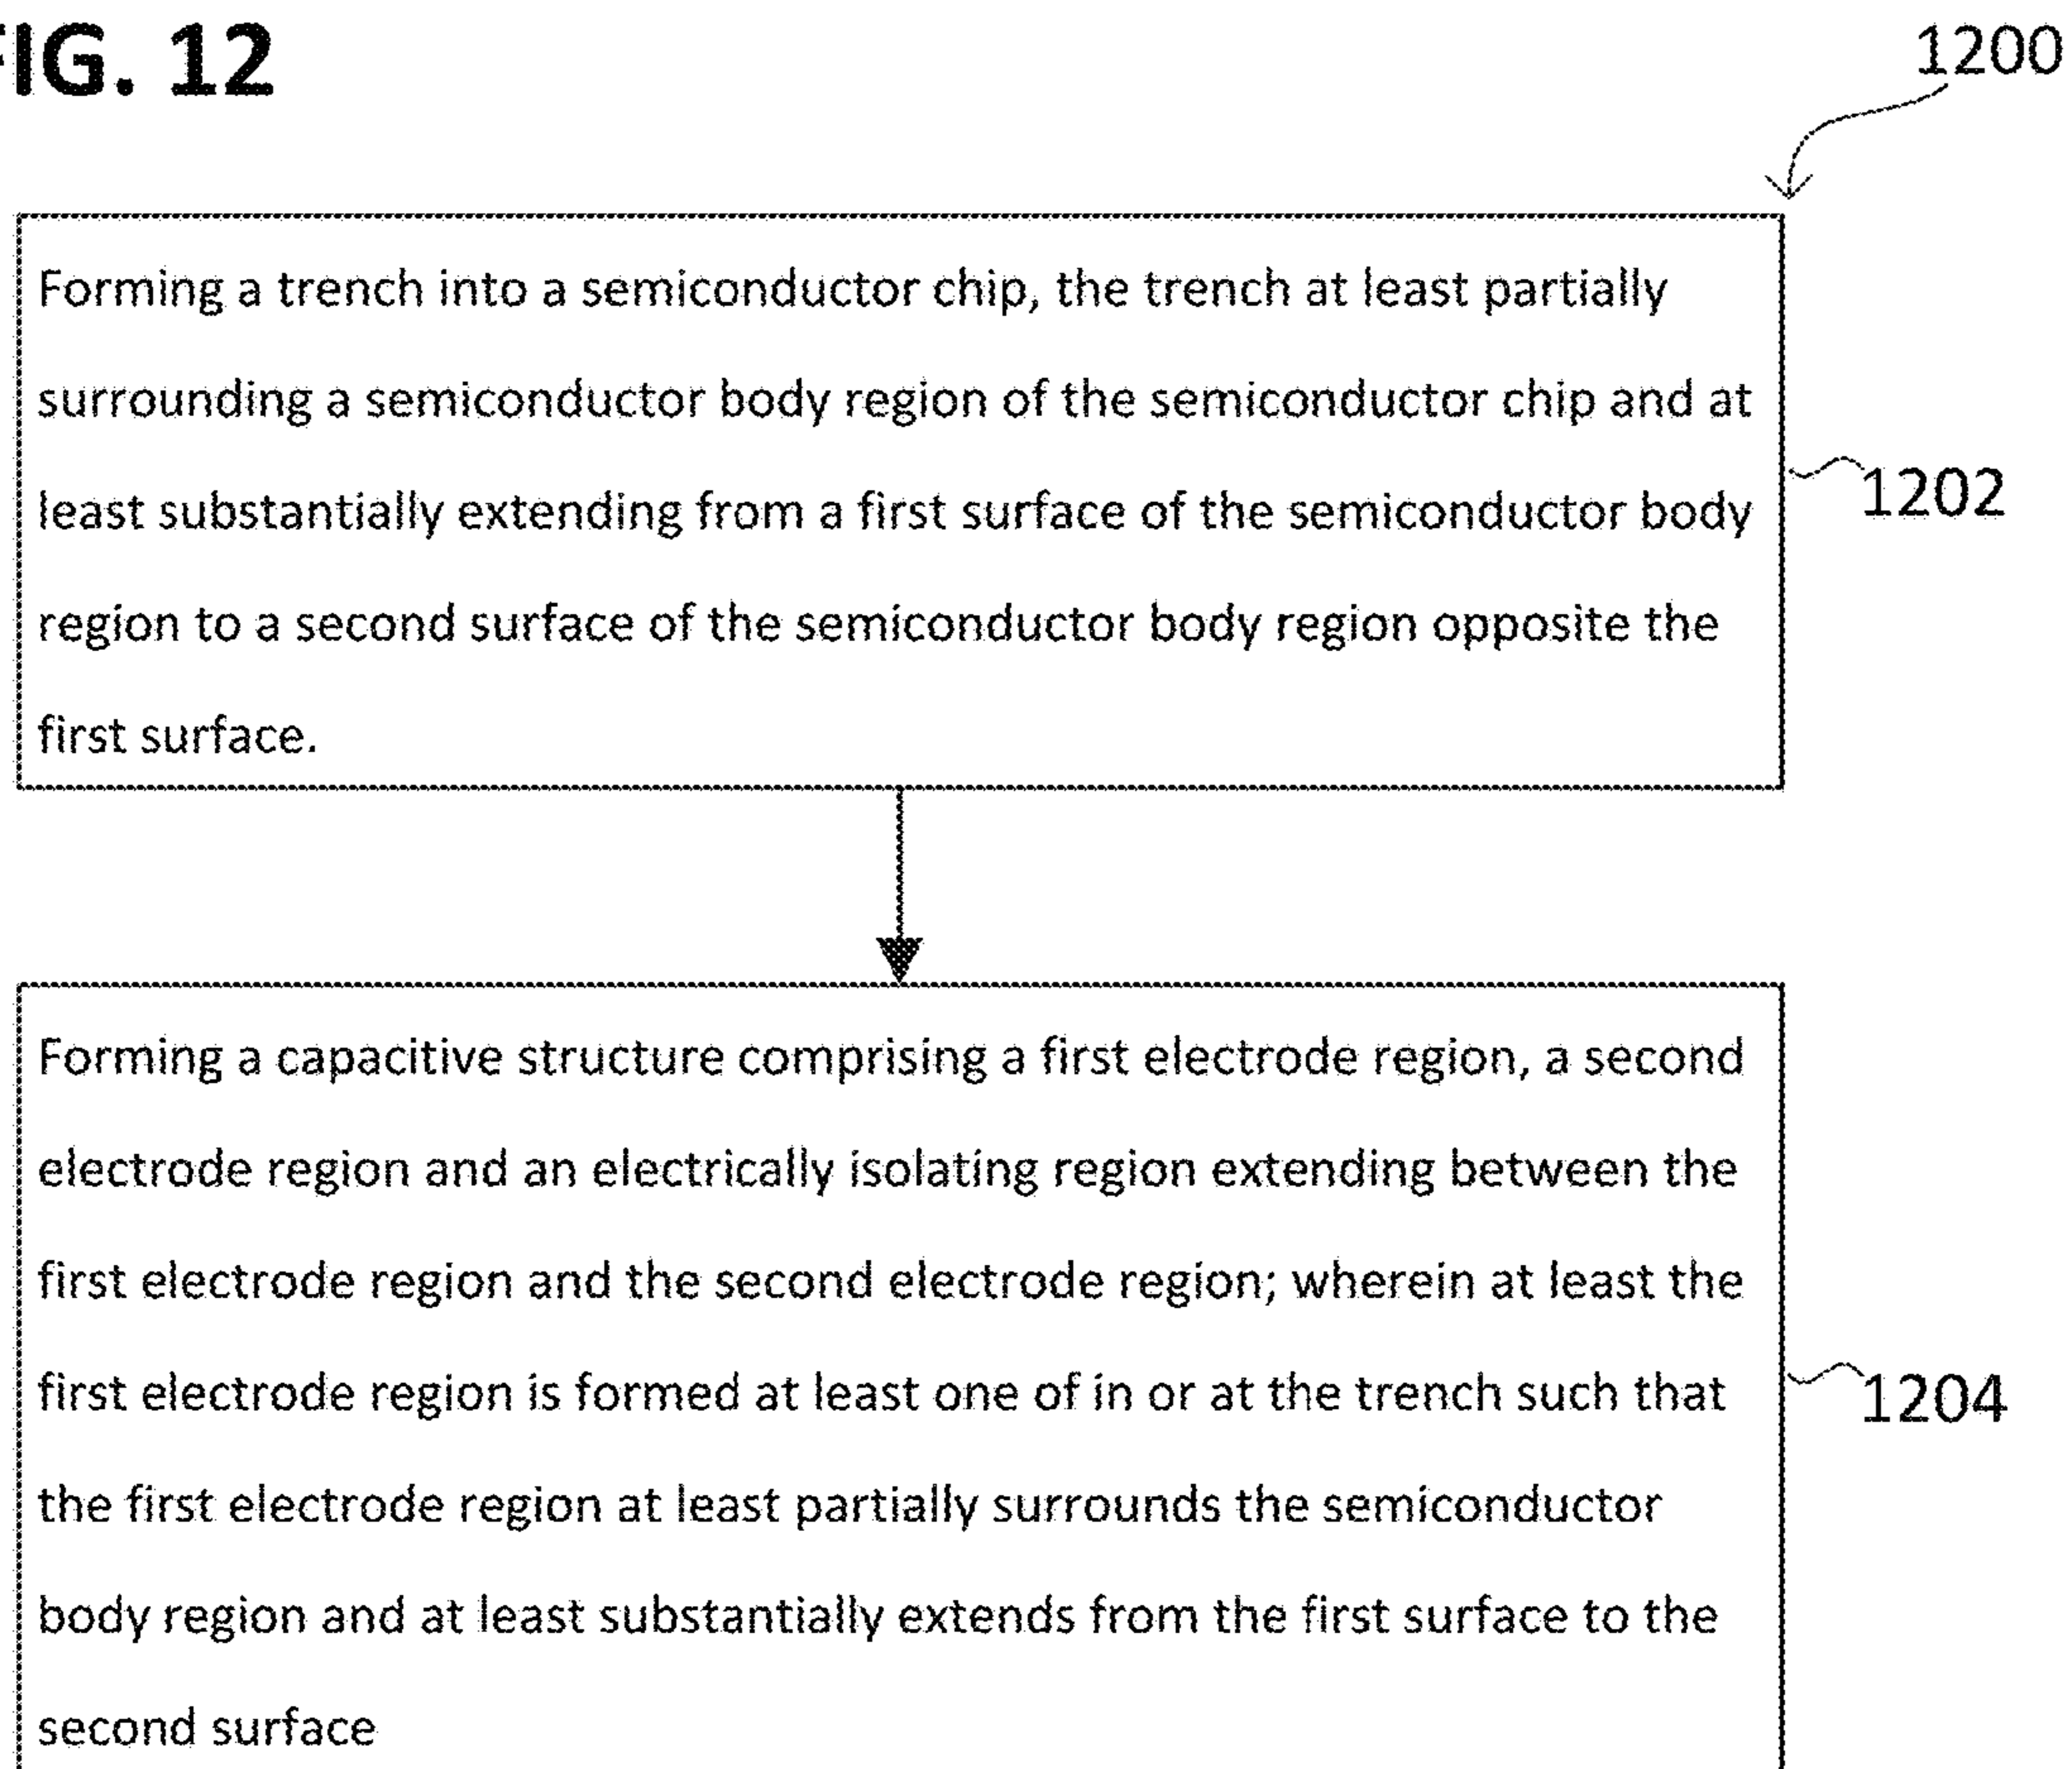 FIG. 12
1200
Forming a trench into a semiconductor chip, the trench at least partially
surrounding a semiconductor body region of the semiconductor chip and at
least substantially extending from a first surface of the semiconductor body
region to a second surface of the semiconductor body region opposite the
first surface.
1202
Forming a capacitive structure comprising a first electrode region, a second
electrode region and an electrically isolating region extending between the
first electrode region and the second electrode region; wherein at least the
first electrode region is formed at least one of in or at the trench such that
the first electrode region at least partially surrounds the semiconductor
body region and at least substantially extends from the first surface to the
second surface
1204